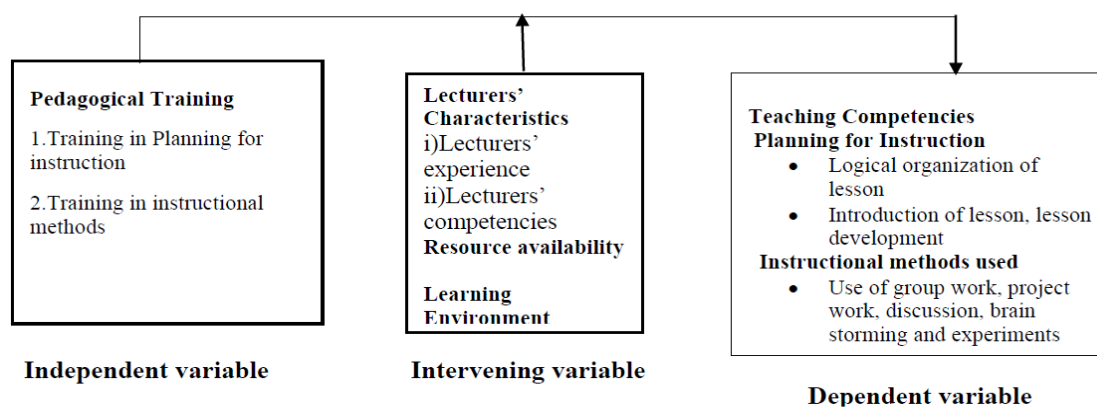 Pedagogical Training
1.Training in Planning for
instruction
2.Training in instructional
methods
Independent variable
Lecturers’
Characteristics
i)Lecturers’
experience
ii)Lecturers’
competencies
Resource availability
Learning
Environment
Intervening variable
Teaching Competencies
Planning for Instruction
• Logical organization of
lesson
• Introduction of lesson, lesson
development
Instructional methods used
• Use of group work, project
work, discussion, brain
storming and experiments
Dependent variable